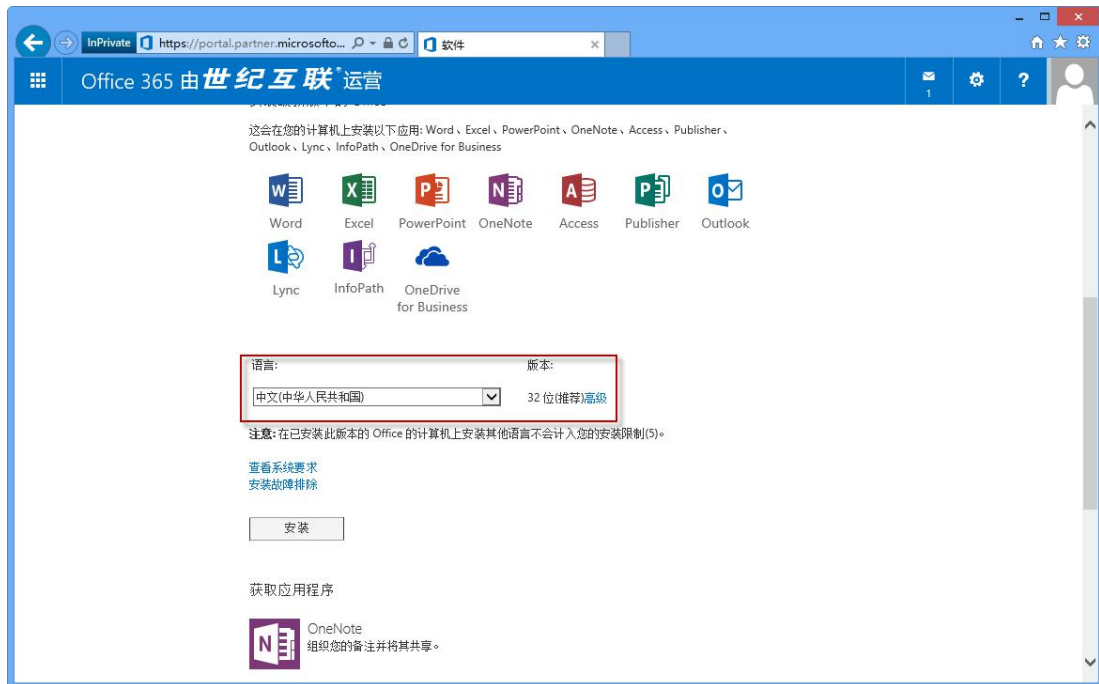 InPrivate https://portal.partner.microsofto... 软件
Office 365 由世纪互联运营
1
?
这会在您的计算机上安装以下应用: Word、Excel、PowerPoint、OneNote、Access、Publisher、
Outlook、Lync、InfoPath、OneDrive for Business
Word Excel PowerPoint OneNote Access Publisher Outlook
Lync InfoPath OneDrive
for Business
语言: 版本:
中文(中华人民共和国) 32 位(推荐)高级
注意: 在已安装此版本的 Office 的计算机上安装其他语言不会计入您的安装限制(5)。
查看系统要求
安装故障排除
安装
获取应用程序
OneNote
组织您的备注并将其共享。